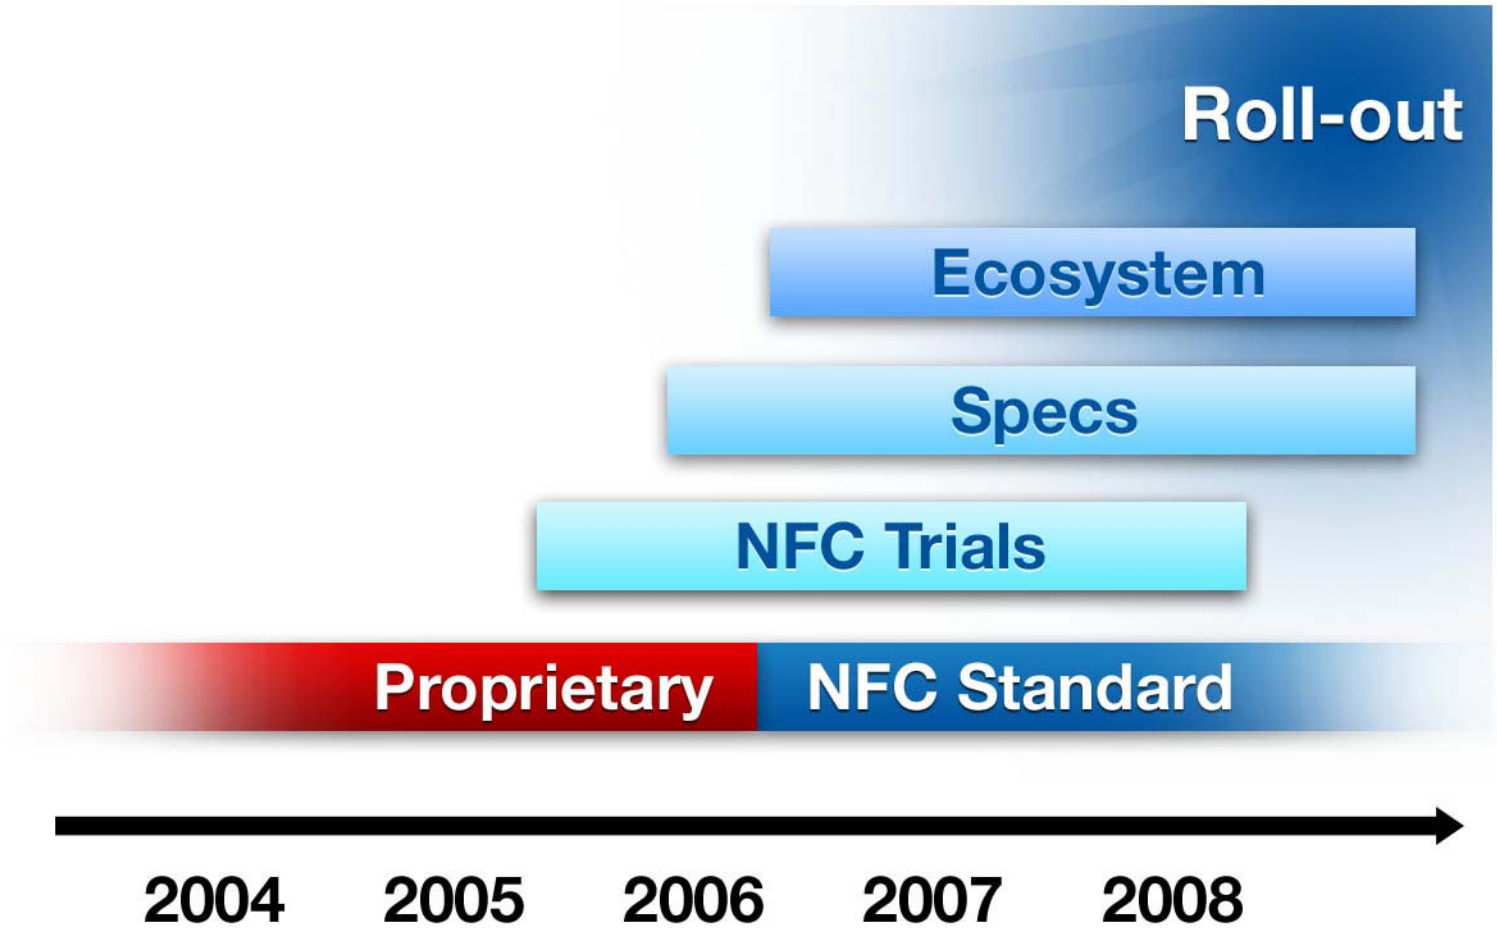 Roll-out
Ecosystem
Specs
NFC Trials
Proprietary NFC Standard
2004 2005 2006 2007 2008